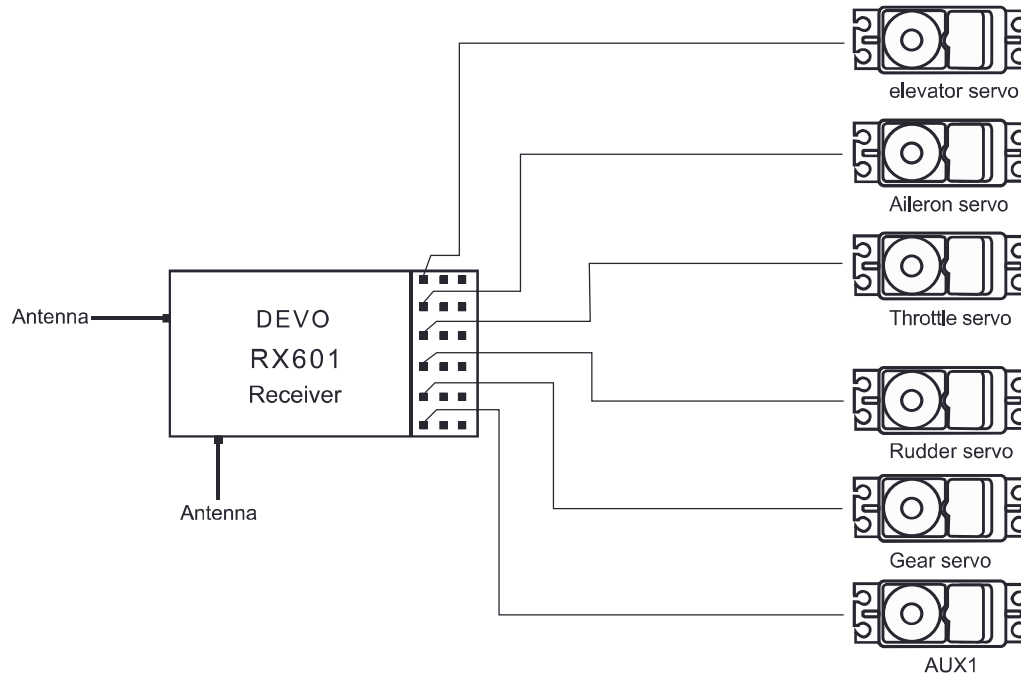 elevator servo
Aileron servo
Throttle servo
Antenna
DEVO
RX601
Receiver
Rudder servo
Antenna
Gear servo
AUX1